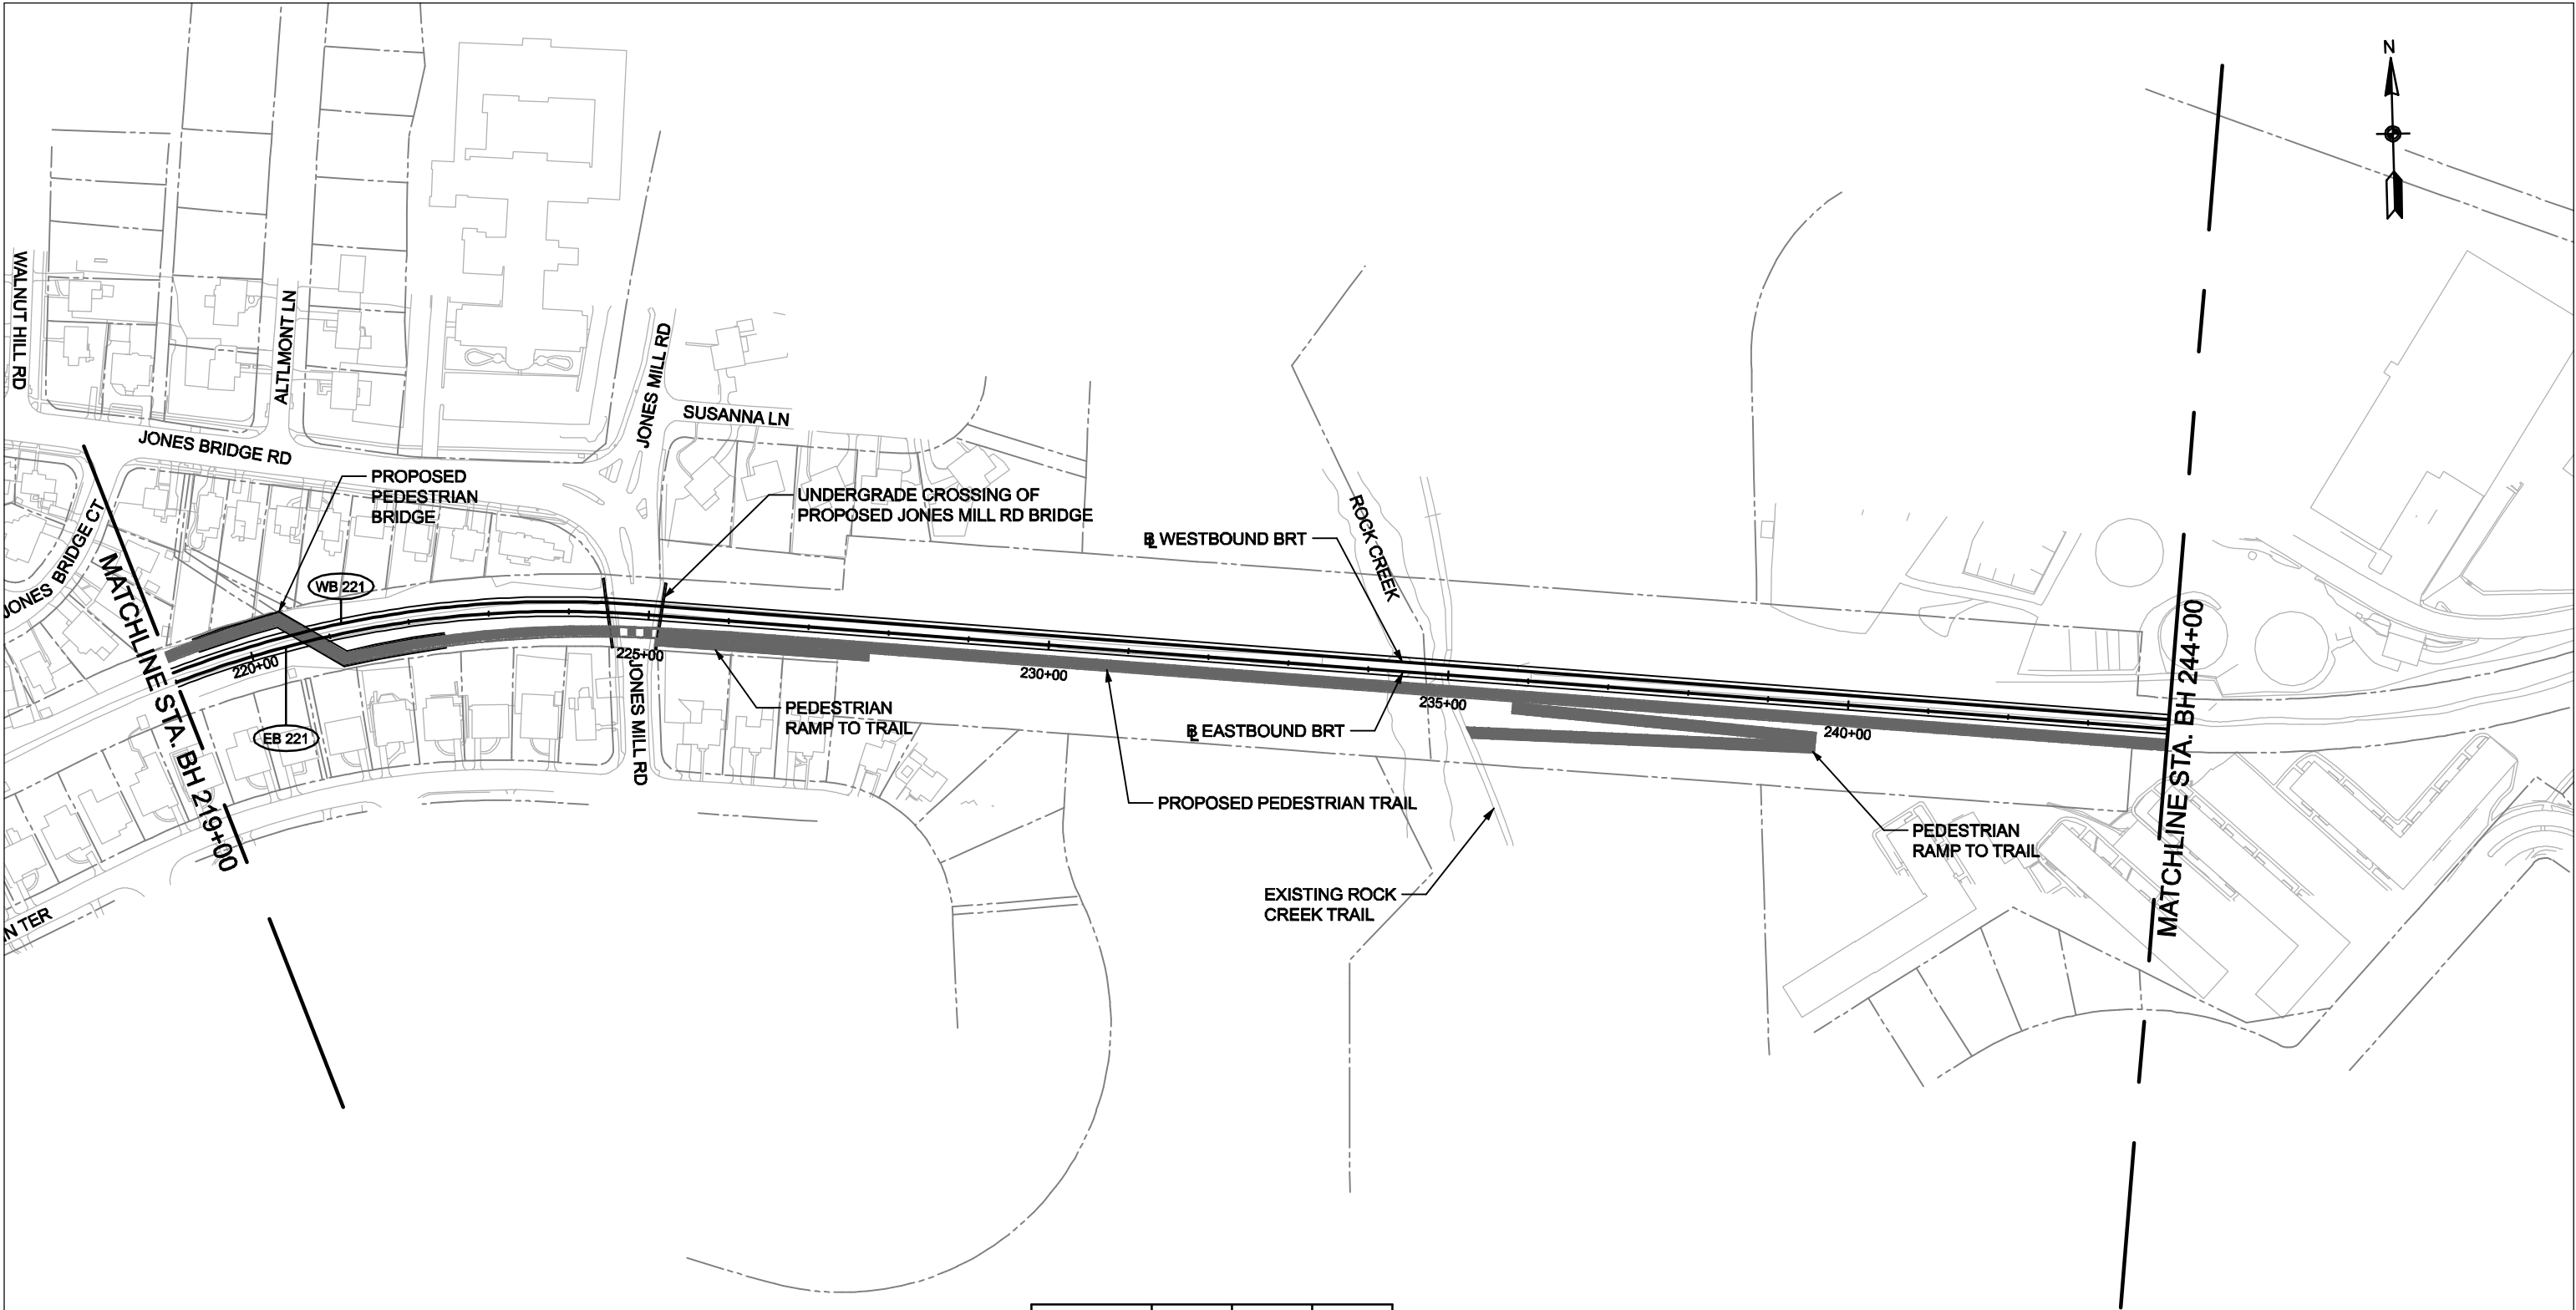 N
WALNUT HILL RD
ALTLMONT LN
JONES MILL RD
SUSANNA LN
JONES BRIDGE RD
PROPOSED
PEDESTRIAN
BRIDGE
UNDERGRADE CROSSING OF
PROPOSED JONES MILL RD BRIDGE
JONES BRIDGE CT
MATCHLINE STA. BH 219+00
WB 221
EB 221
220+00
225+00
230+00
235+00
240+00
BL WESTBOUND BRT
ROCK CREEK
BL EASTBOUND BRT
JONES MILL RD
PEDESTRIAN
RAMP TO TRAIL
PROPOSED PEDESTRIAN TRAIL
EXISTING ROCK
CREEK TRAIL
PEDESTRIAN
RAMP TO TRAIL
MATCHLINE STA. BH 244+00
IN TER